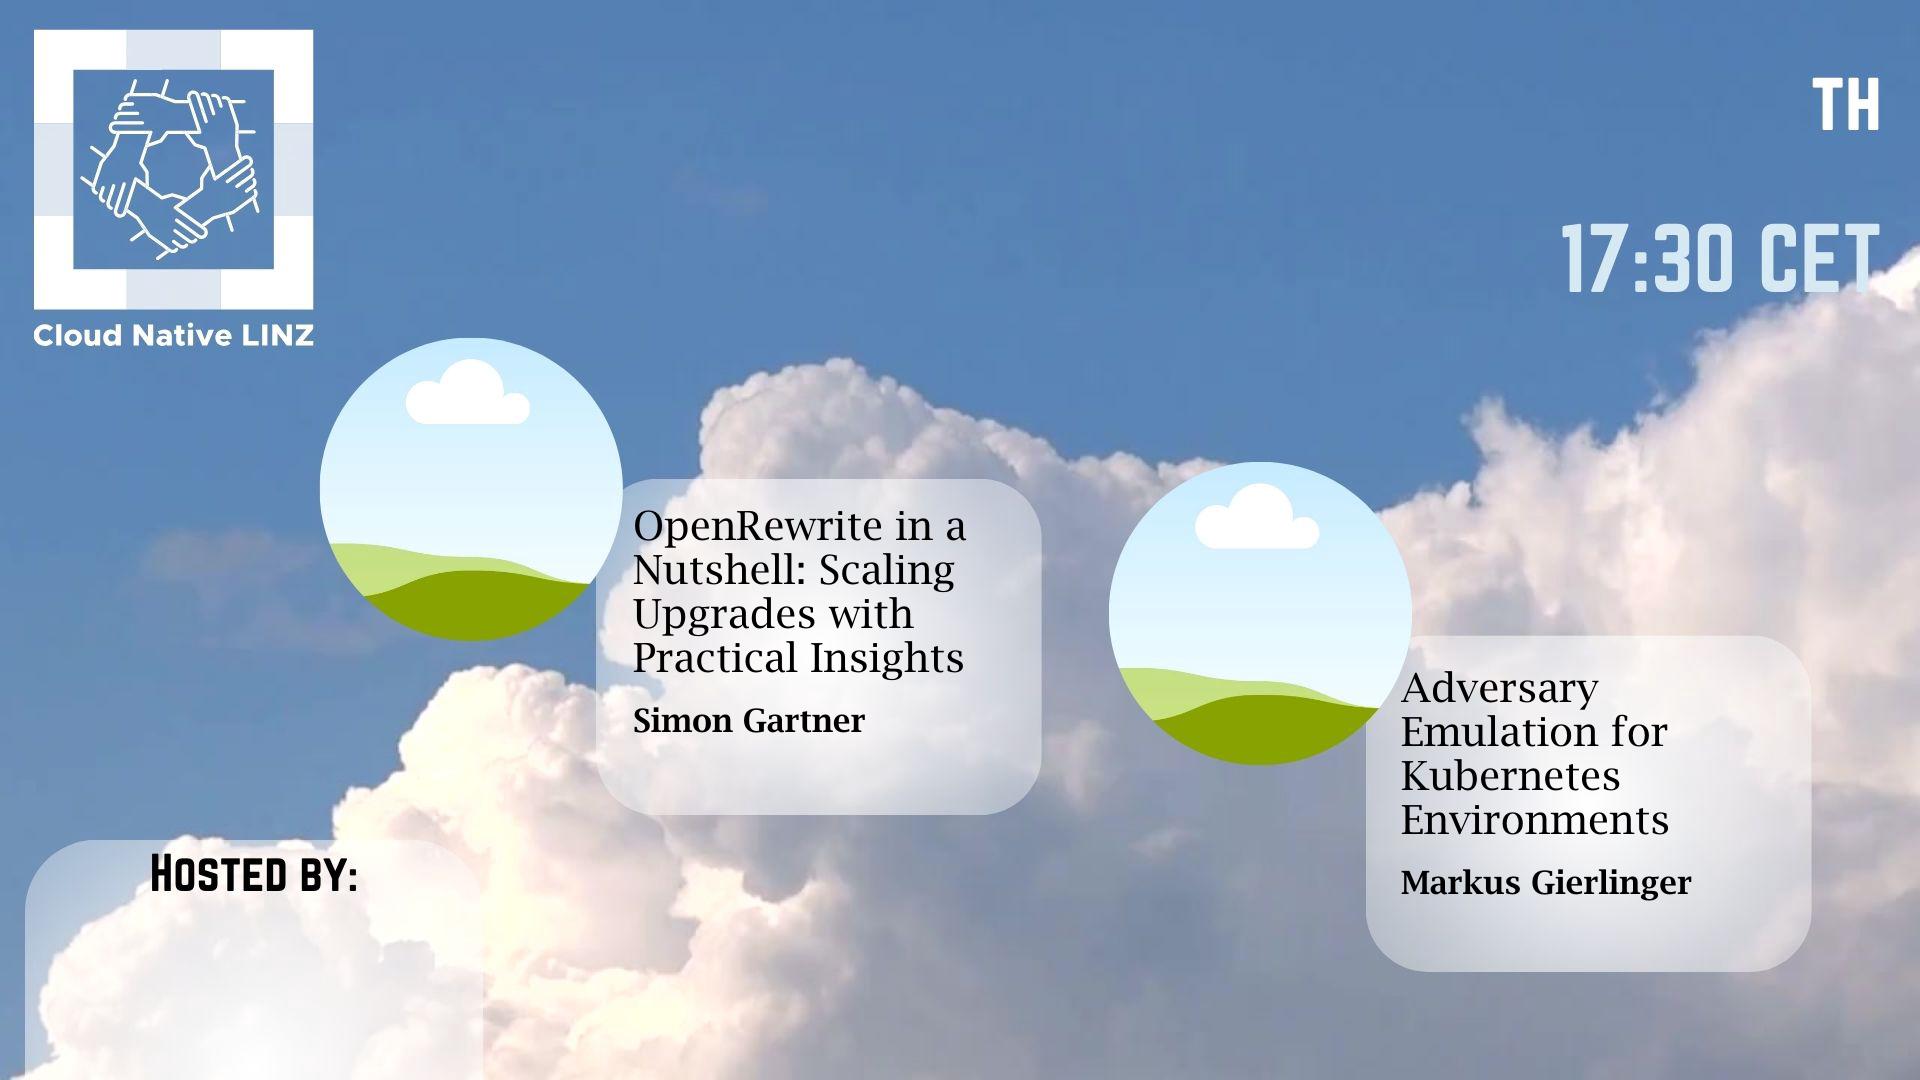 TH
17:30 CET
Cloud Native LINZ
OpenRewrite in a
Nutshell: Scaling
Upgrades with
Practical Insights
Simon Gartner
Adversary
Emulation for
Kubernetes
Environments
Markus Gierlinger
HOSTED BY: